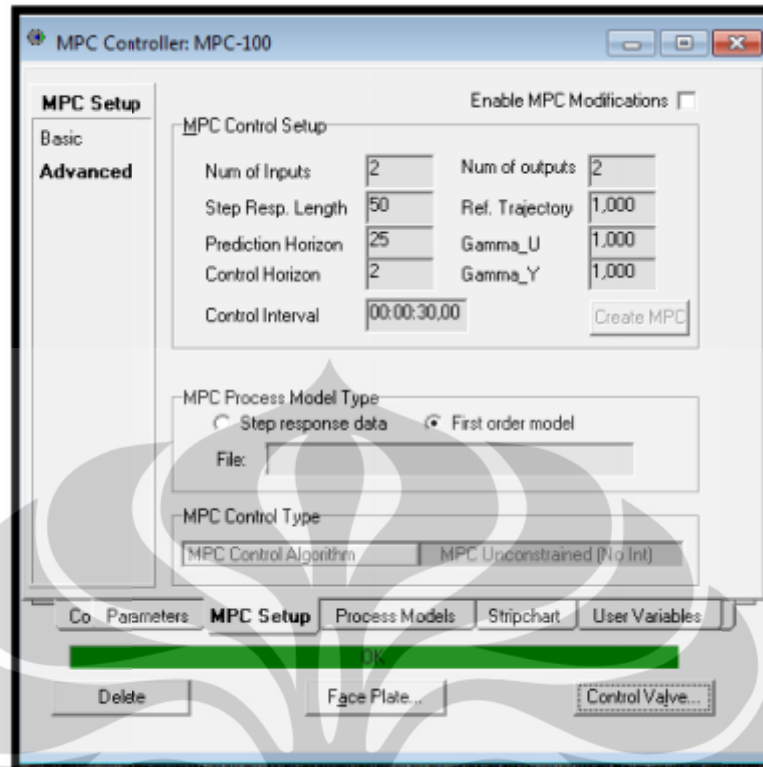 MPC Controller: MPC-100
MPC Setup
Basic
Advanced
Enable MPC Modifications
MPC Control Setup
Num of Inputs 2 Num of outputs 2
Step Resp. Length 50 Ref. Trajectory 1,000
Prediction Horizon 25 Gamma_U 1,000
Control Horizon 2 Gamma_Y 1,000
Control Interval 00:00:30,00 Create MPC
MPC Process Model Type
Step response data First order model
File:
MPC Control Type
MPC Control Algorithm MPC Unconstrained (No Int)
Co Parameters MPC Setup Process Models Stripchart User Variables
OK
Delete Face Plate... Control Valve...